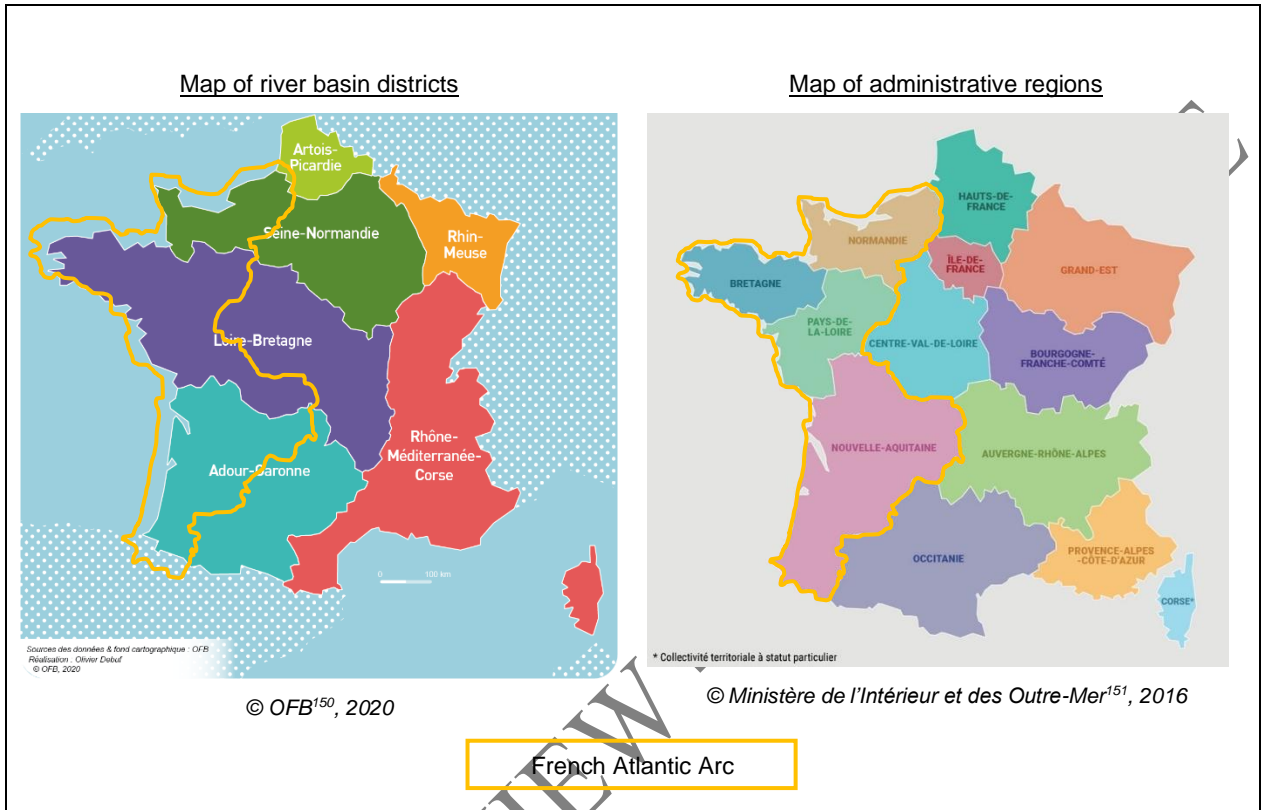 Map of river basin districts
Artois-
Picardie
Seine-Normandie
Rhin-
Meuse
Loire-Bretagne
Rhône-
Méditerranée-
Corse
Adour-Garonne
0 100 km
Sources des données & fond cartographique : OFB
Réalisation : Olivier Debuf
© OFB, 2020
© OFB150, 2020
Map of administrative regions
HAUTS-DE-
FRANCE
NORMANDIE
ÎLE-DE-
FRANCE
GRAND-EST
BRETAGNE
PAYS-DE-
LA-LOIRE
CENTRE-VAL-DE-LOIRE
BOURGOGNE-
FRANCHE-COMTÉ
NOUVELLE-AQUITAINE
AUVERGNE-RHÔNE-ALPES
OCCITANIE
PROVENCE-ALPES
-CÔTE-D'AZUR
CORSE*
* Collectivité territoriale à statut particulier
© Ministère de l'Intérieur et des Outre-Mer151, 2016
French Atlantic Arc